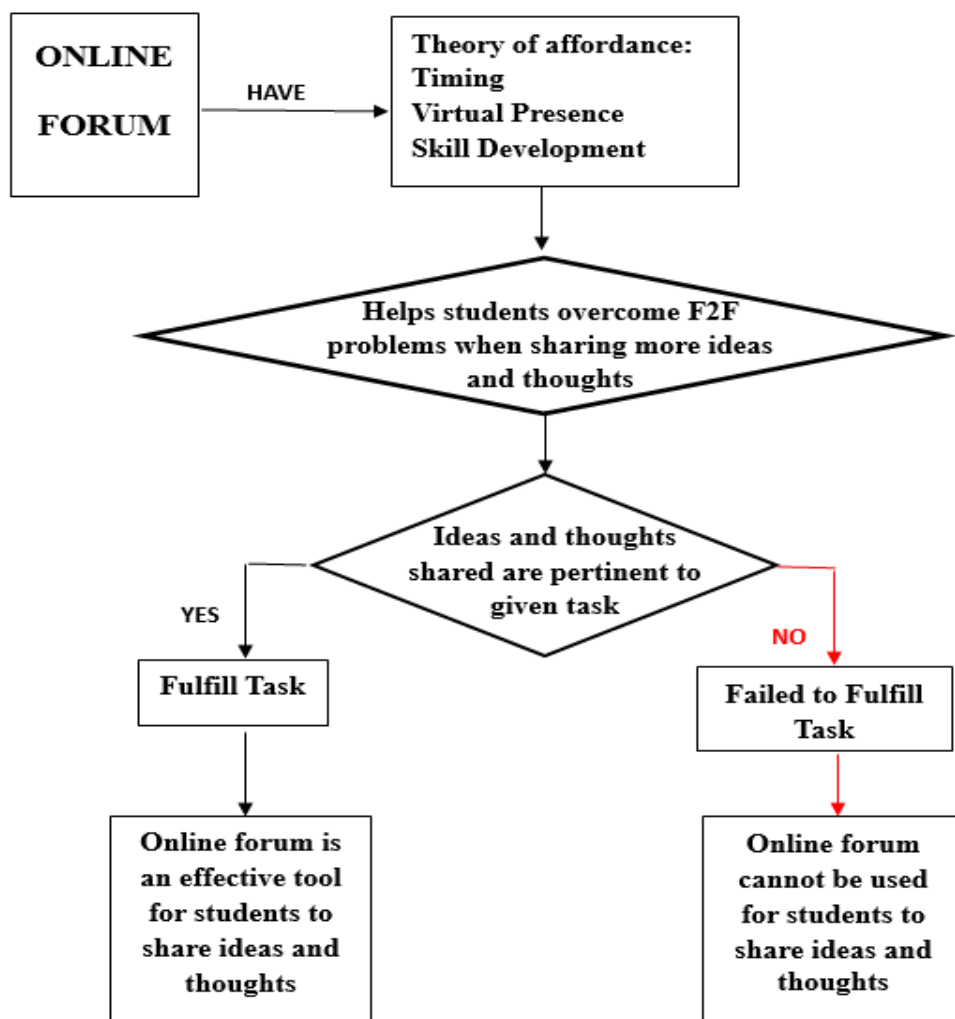 ONLINE
FORUM
HAVE
Theory of affordance:
Timing
Virtual Presence
Skill Development
Helps students overcome F2F
problems when sharing more ideas
and thoughts
Ideas and thoughts
shared are pertinent to
given task
YES
NO
Fulfill Task
Failed to Fulfill
Task
Online forum is
an effective tool
for students to
share ideas and
thoughts
Online forum
cannot be used
for students to
share ideas and
thoughts